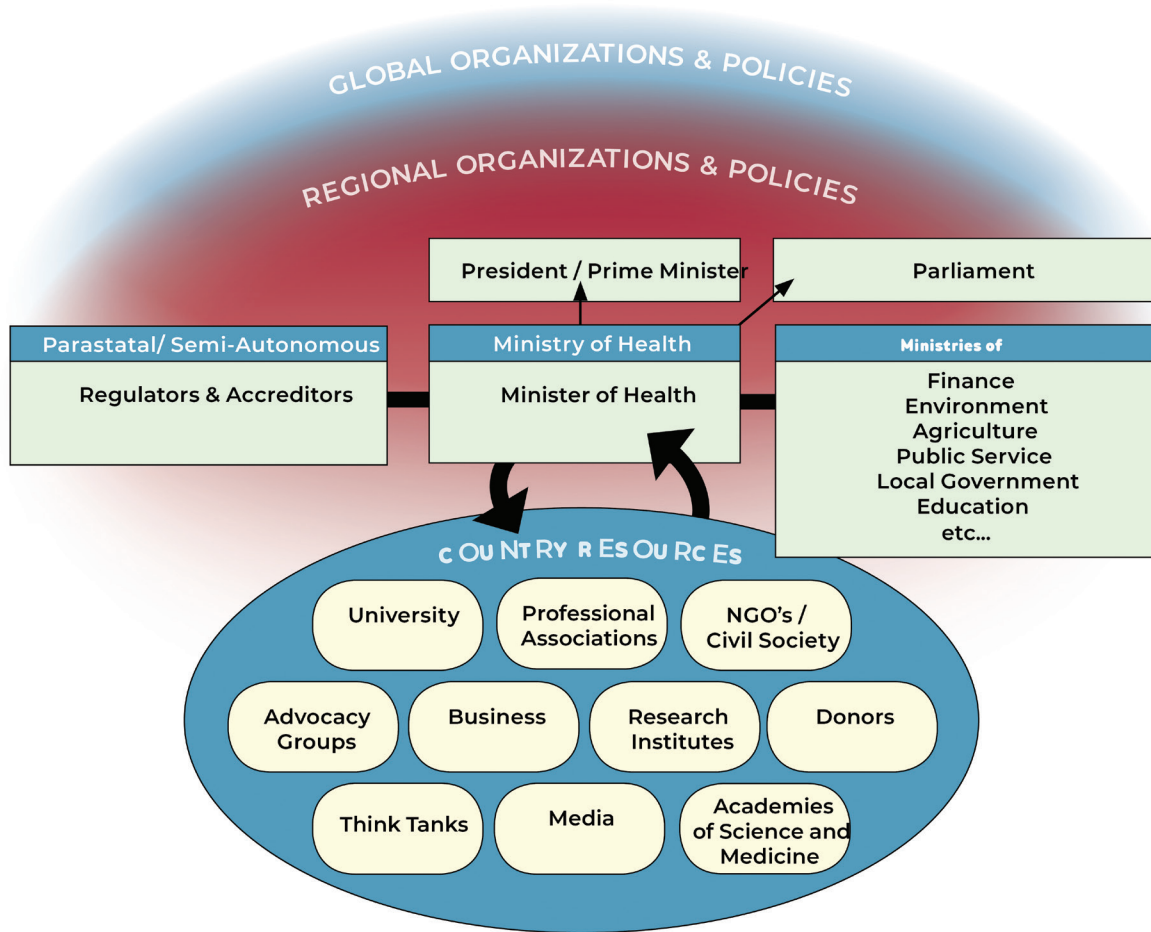 GLOBAL ORGANIZATIONS & POLICIES
REGIONAL ORGANIZATIONS & POLICIES
President / Prime Minister
Parliament
Parastatal/ Semi-Autonomous
Regulators & Accreditors
Ministry of Health
Minister of Health
Ministries of
Finance
Environment
Agriculture
Public Service
Local Government
Education
etc...
COUNTRY RESOURCES
University
Professional
Associations
NGO's /
Civil Society
Advocacy
Groups
Business
Research
Institutes
Donors
Think Tanks
Media
Academies
of Science and
Medicine